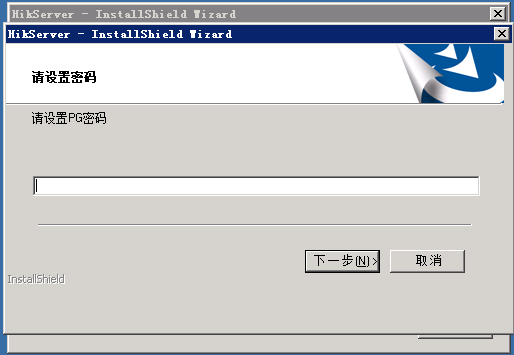 HikServer - InstallShield Wizard
HikServer - InstallShield Wizard
请设置密码
请设置PG密码
下一步(N)>
取消
InstallShield